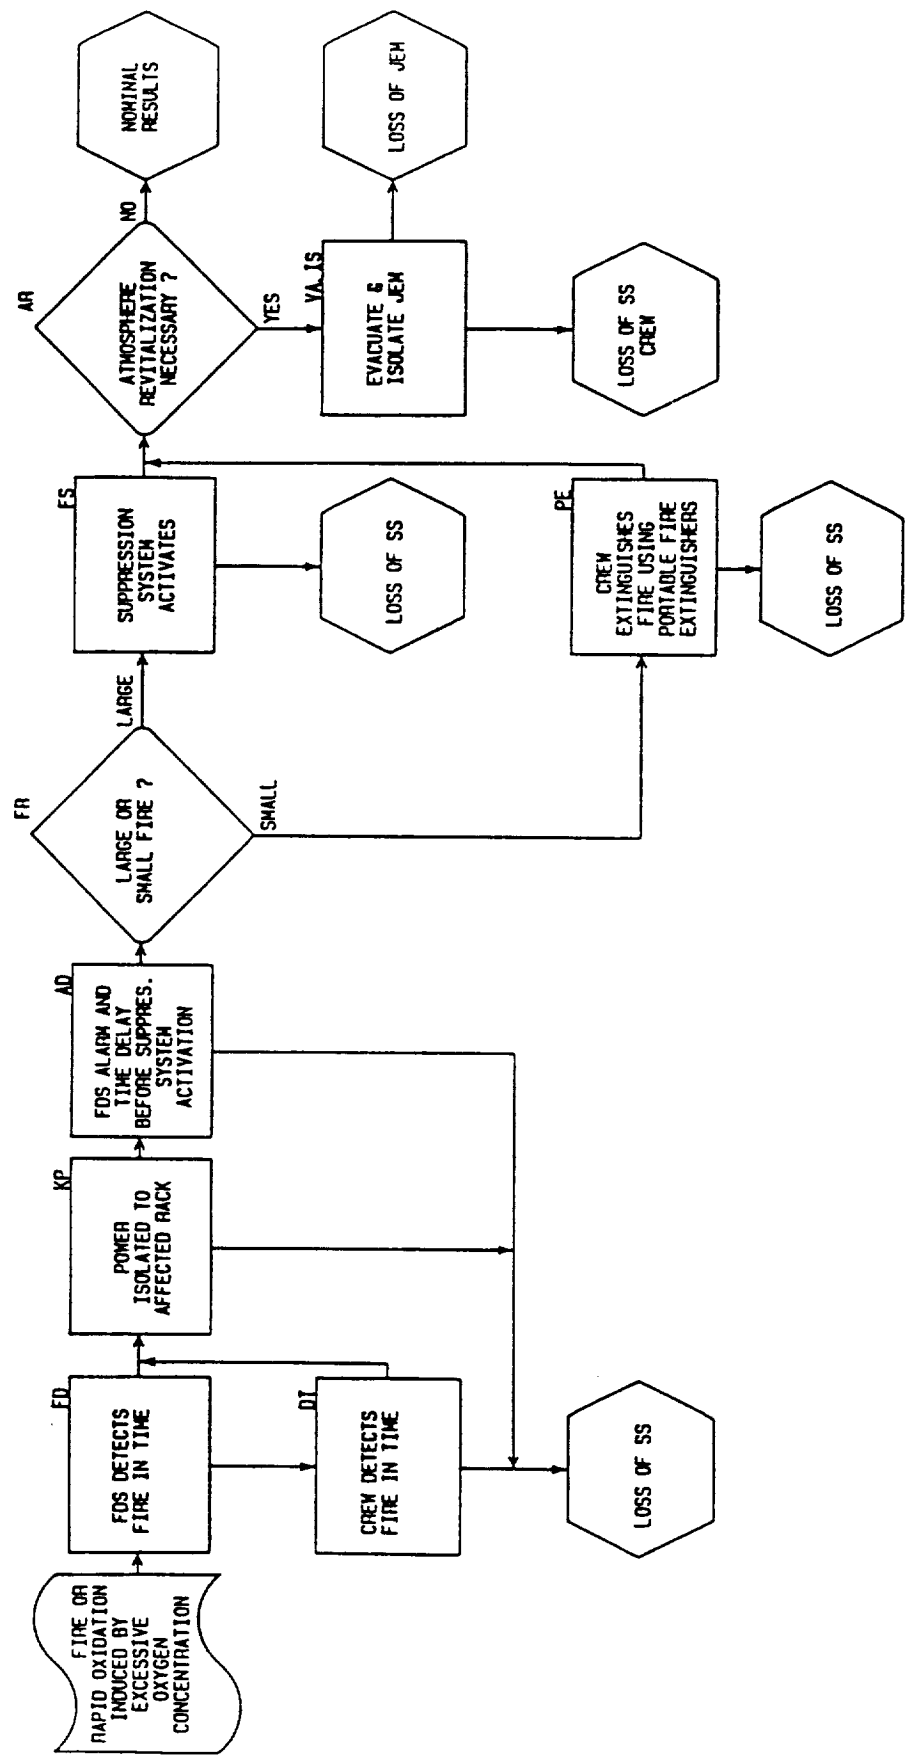 FIRE OR
RAPID OXIDATION
INDUCED BY
EXCESSIVE
OXYGEN
CONCENTRATION
FD
FDS DETECTS
FIRE IN TIME
DT
CREW DETECTS
FIRE IN TIME
LOSS OF SS
KP
POWER
ISOLATED TO
AFFECTED RACK
AD
FDS ALARM AND
TIME DELAY
BEFORE SUPPRES.
SYSTEM
ACTIVATION
FR
LARGE OR
SMALL FIRE ?
LARGE
SMALL
FS
SUPPRESSION
SYSTEM
ACTIVATES
LOSS OF SS
PE
CREW
EXTINGUISHES
FIRE USING
PORTABLE FIRE
EXTINGUISHERS
LOSS OF SS
AR
ATMOSPHERE
REVITALIZATION
NECESSARY ?
NO
YES
NOMINAL
RESULTS
VA,IS
EVACUATE &
ISOLATE JEM
LOSS OF JEM
LOSS OF SS
CREW